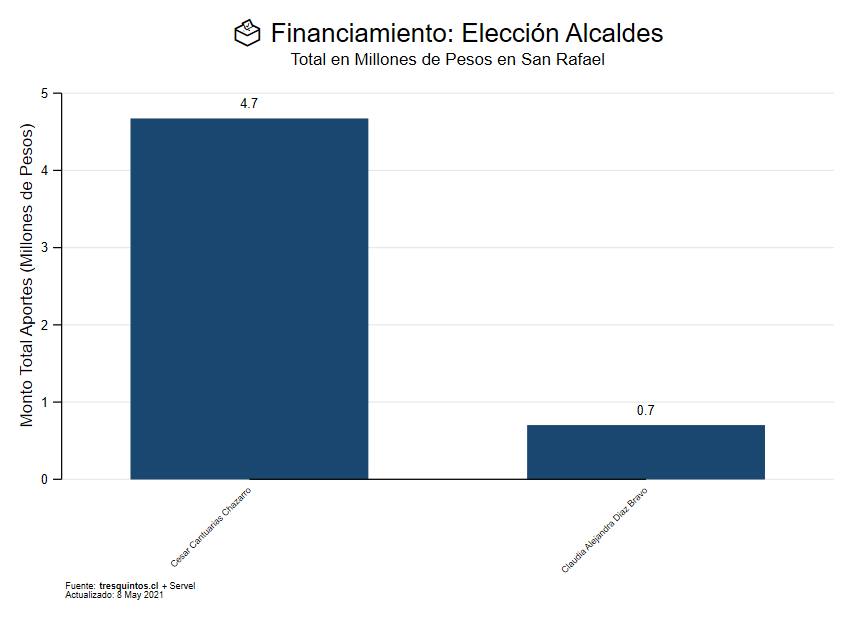 Financiamiento: Elección Alcaldes
Total en Millones de Pesos en San Rafael
Monto Total Aportes (Millones de Pesos)
5
4
3
2
1
0
4.7
0.7
Cesar Cantuarias Chazarro
Claudia Alejandra Diaz Bravo
Fuente: tresquintos.cl + Servel
Actualizado: 8 May 2021